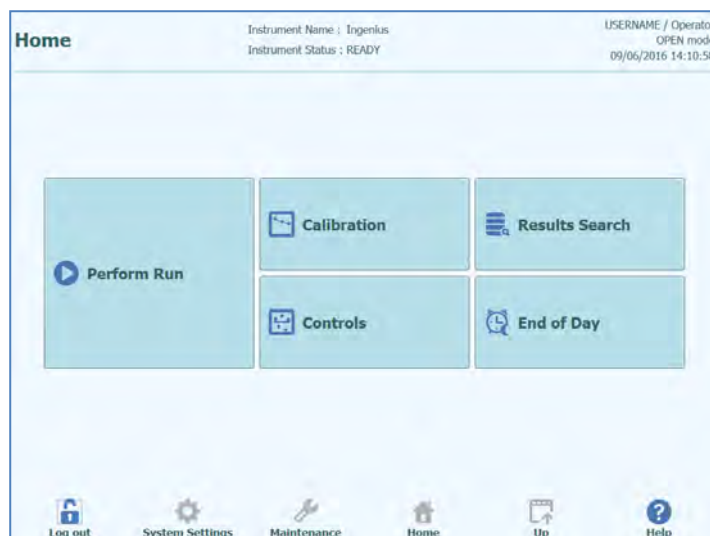 Home
Instrument Name : Ingenius
Instrument Status : READY
USERNAME / Operato
OPEN mod
09/06/2016 14:10:5
Perform Run
Calibration
Results Search
Controls
End of Day
Log out
System Settings
Maintenance
Home
Up
Help